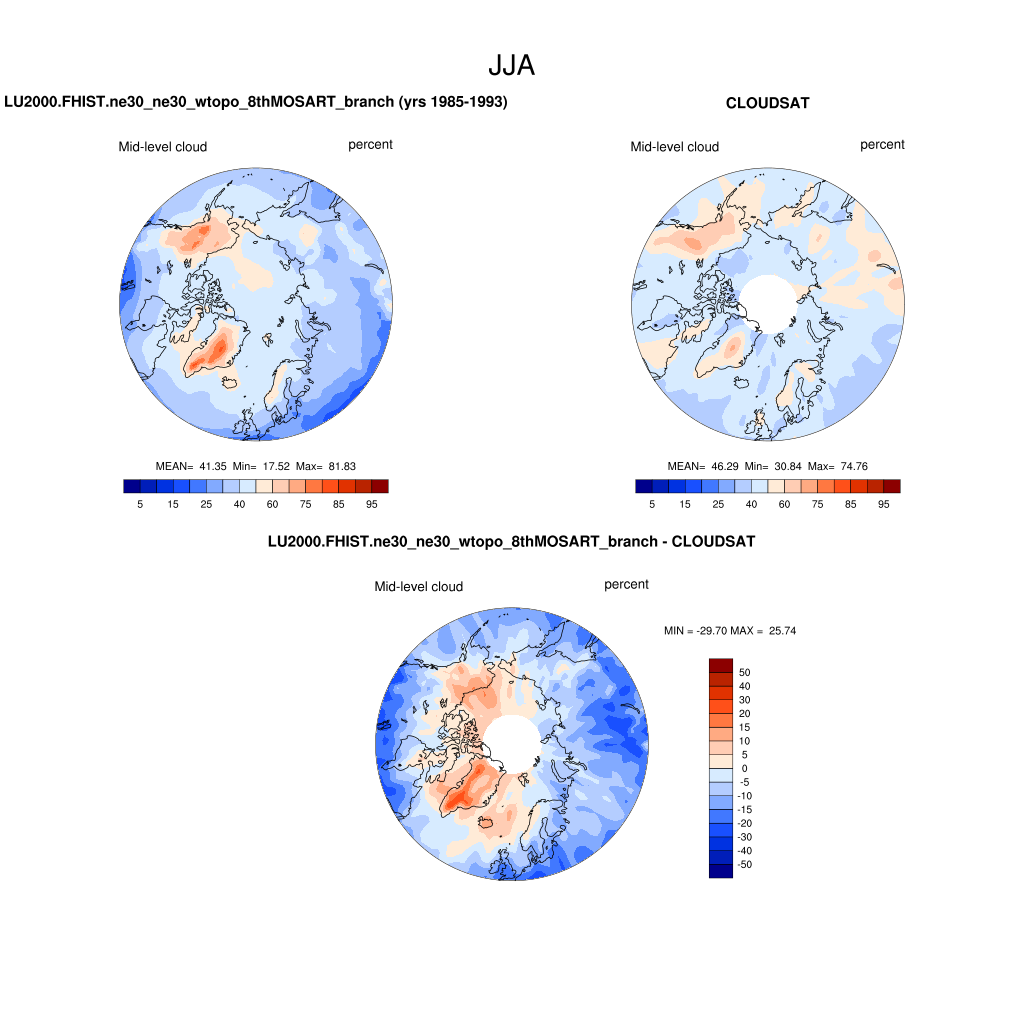 JJA
LU2000.FHIST.ne30_ne30_wtopo_8thMOSART_branch (yrs 1985-1993)
CLOUDSAT
Mid-level cloud percent
Mid-level cloud percent
MEAN= 41.35 Min= 17.52 Max= 81.83
MEAN= 46.29 Min= 30.84 Max= 74.76
5 15 25 40 60 75 85 95
5 15 25 40 60 75 85 95
LU2000.FHIST.ne30_ne30_wtopo_8thMOSART_branch - CLOUDSAT
Mid-level cloud percent
MIN = -29.70 MAX = 25.74
50
40
30
20
15
10
5
0
-5
-10
-15
-20
-30
-40
-50